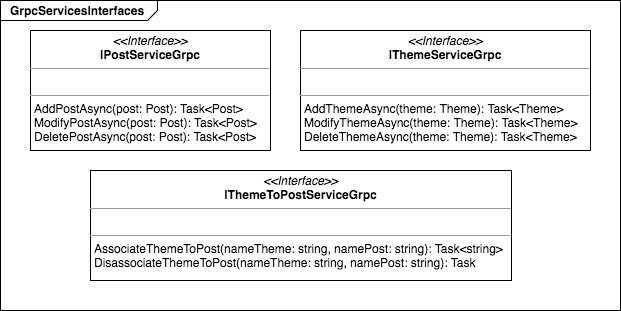 GrpcServicesInterfaces
<<Interface>>
IPostServiceGrpc
AddPostAsync(post: Post): Task<Post>
ModifyPostAsync(post: Post): Task<Post>
DeletePostAsync(post: Post): Task<Post>
<<Interface>>
IThemeServiceGrpc
AddThemeAsync(theme: Theme): Task<Theme>
ModifyThemeAsync(theme: Theme): Task<Theme>
DeleteThemeAsync(theme: Theme): Task<Theme>
<<Interface>>
IThemeToPostServiceGrpc
AssociateThemeToPost(nameTheme: string, namePost: string): Task<string>
DisassociateThemeToPost(nameTheme: string, namePost: string): Task